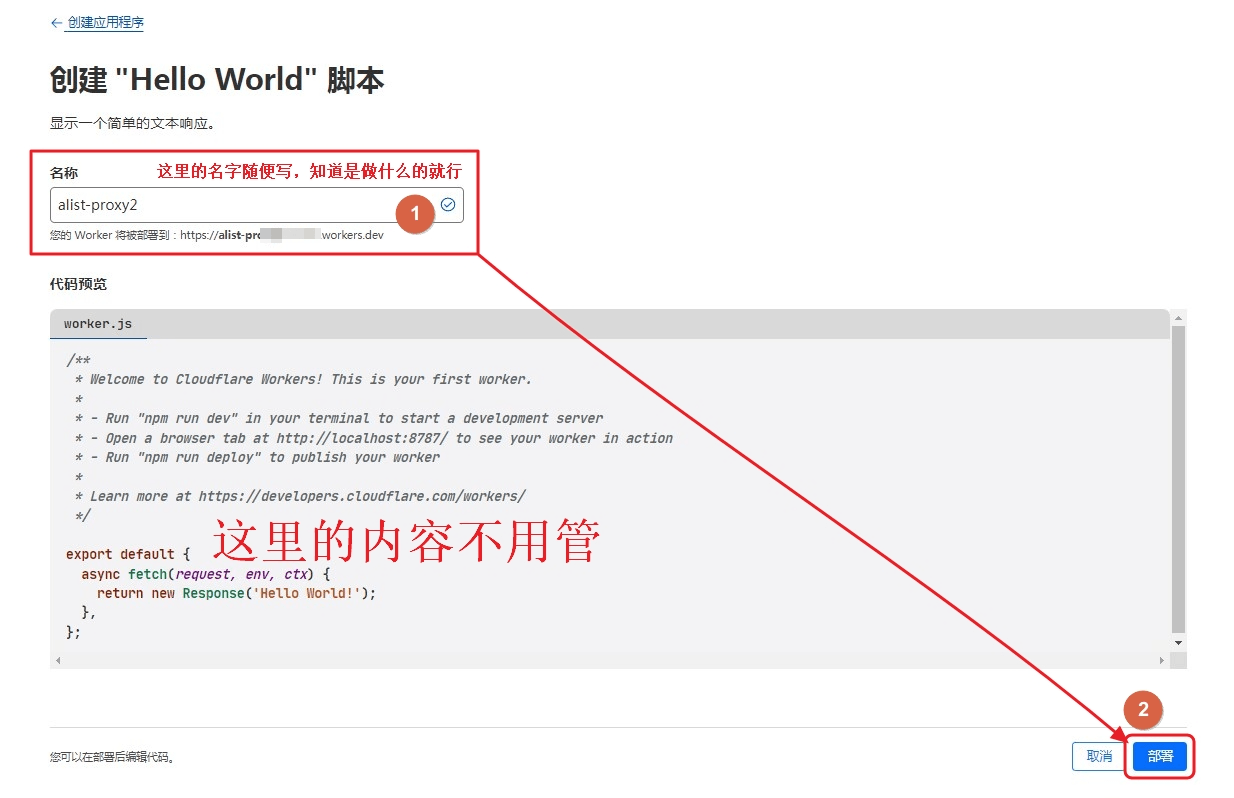 ← 创建应用程序
创建 "Hello World" 脚本
显示一个简单的文本响应。
名称
这里的名字随便写，知道是做什么的就行
alist-proxy2
1
您的 Worker 将被部署到：https://alist-pro workers.dev
代码预览
worker.js
/**
* Welcome to Cloudflare Workers! This is your first worker.
*
* - Run "npm run dev" in your terminal to start a development server
* - Open a browser tab at http://localhost:8787/ to see your worker in action
* - Run "npm run deploy" to publish your worker
*
* Learn more at https://developers.cloudflare.com/workers/
*/
这里的内容不用管
export default {
async fetch(request, env, ctx) {
return new Response('Hello World!');
},
};
2
您可以在部署后编辑代码。
取消
部署